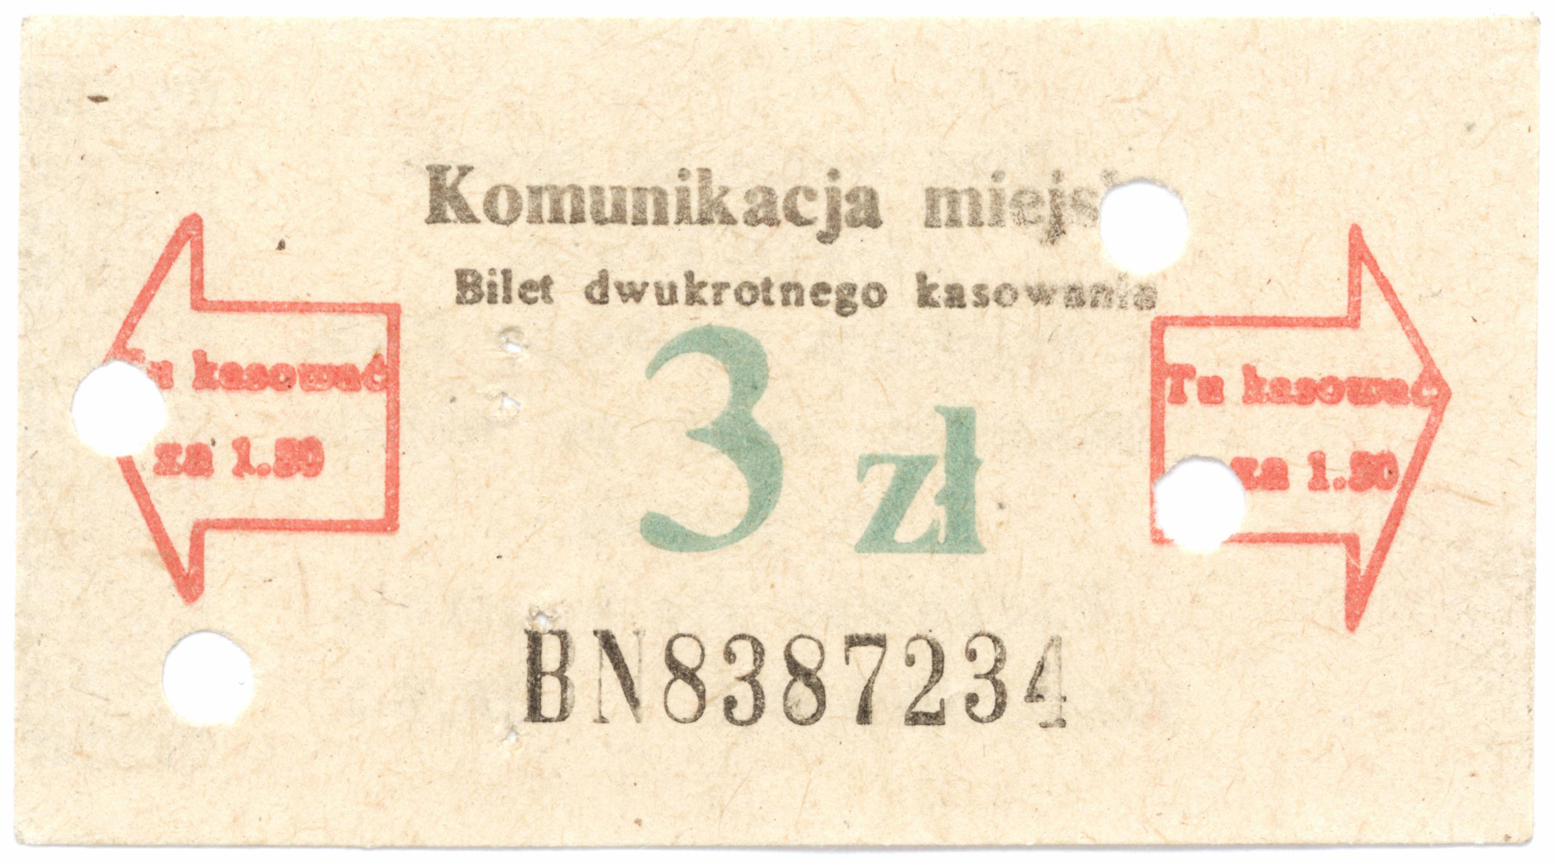 Komunikacja miejs
Bilet dwukrotnego kasowania
Tu kasować
za 1.50
3 zł
Tu kasować
za 1.50
BN8387234